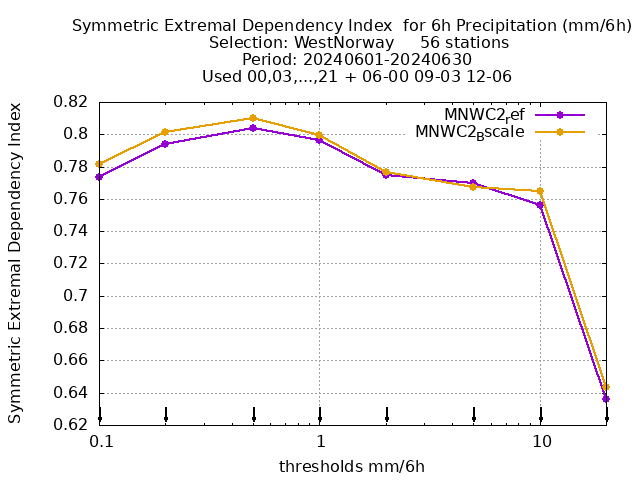 Symmetric Extremal Dependency Index  for 6h Precipitation (mm/6h)
Selection: WestNorway     56 stations
Period: 20240601-20240630
Used 00,03,...,21 + 06-00 09-03 12-06
MNWC2ref
MNWC2Bscale
Symmetric Extremal Dependency Index
0.82
0.8
0.78
0.76
0.74
0.72
0.7
0.68
0.66
0.64
0.62
0.1
1
10
thresholds mm/6h